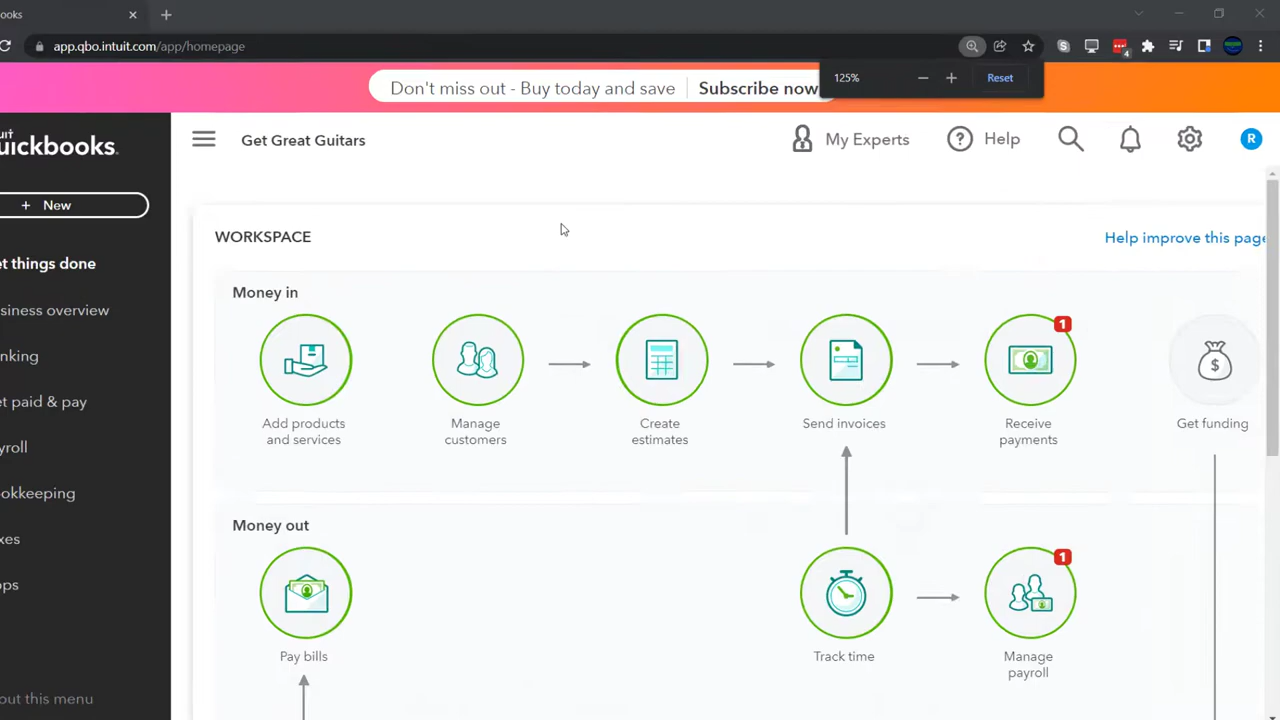 ooks
app.qbo.intuit.com/app/homepage
4
125%
Reset
Don't miss out - Buy today and save
Subscribe now
uit
uickbooks.
Get Great Guitars
My Experts
Help
R
+ New
et things done
siness overview
nking
et paid & pay
yroll
okkeeping
xes
ps
out this menu
WORKSPACE
Help improve this page
Money in
1
$
Add products
and services
Manage
customers
Create
estimates
Send invoices
Receive
payments
Get funding
Money out
1
Pay bills
Track time
Manage
payroll